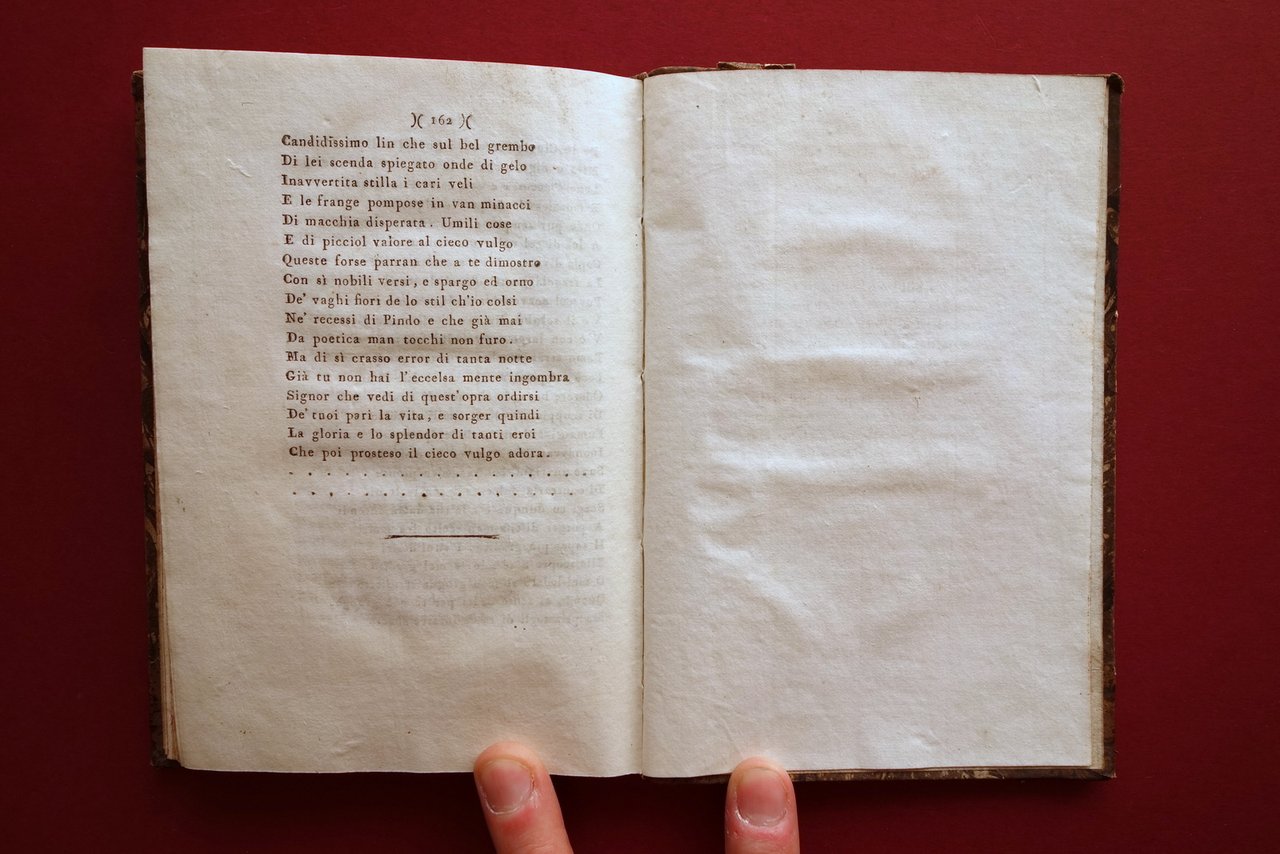 )( 162 )(
Candidissimo lin che sul bel grembo
Di lei scenda spiegato onde di gelo
Inavvertita stilla i cari veli
E le frange pompose in van minacci
Di macchia disperata. Umili cose
E di picciol valore al cieco vulgo
Queste forse parran che a te dimostro
Con sì nobili versi, e spargo ed orno
De' vaghi fiori de lo stil ch'io colsi
Ne' recessi di Pindo e che già mai
Da poetica man tocchi non furo.
Ma di sì crasso error di tanta notte
Già tu non hai l'eccelsa mente ingombra
Signor che vedi di quest'opra ordirsi
De' tuoi pari la vita, e sorger quindi
La gloria e lo splendor di tanti eroi
Che poi prosteso il cieco vulgo adora.
. . . . . . . . . . . . . . . . . .
. . . . . . . . . . . . . . . . . .